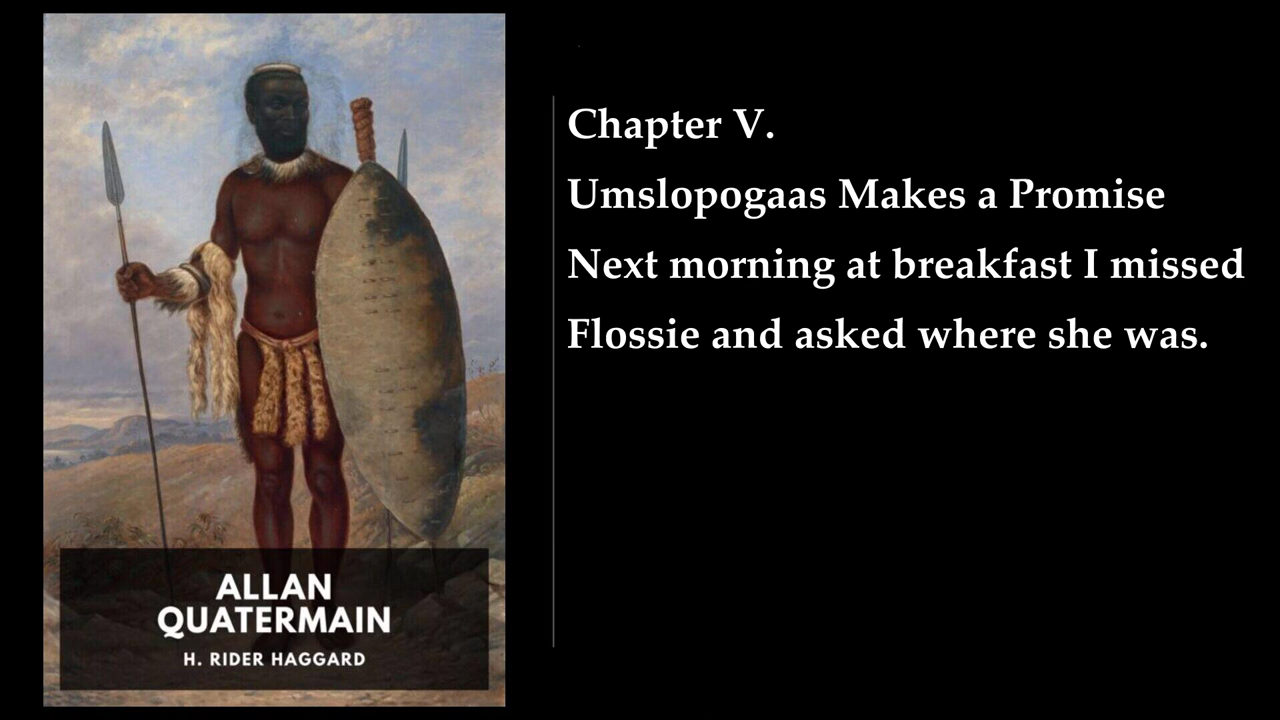 ALLAN
QUATERMAIN
H. RIDER HAGGARD
Chapter V.
Umslopogaas Makes a Promise
Next morning at breakfast I missed
Flossie and asked where she was.